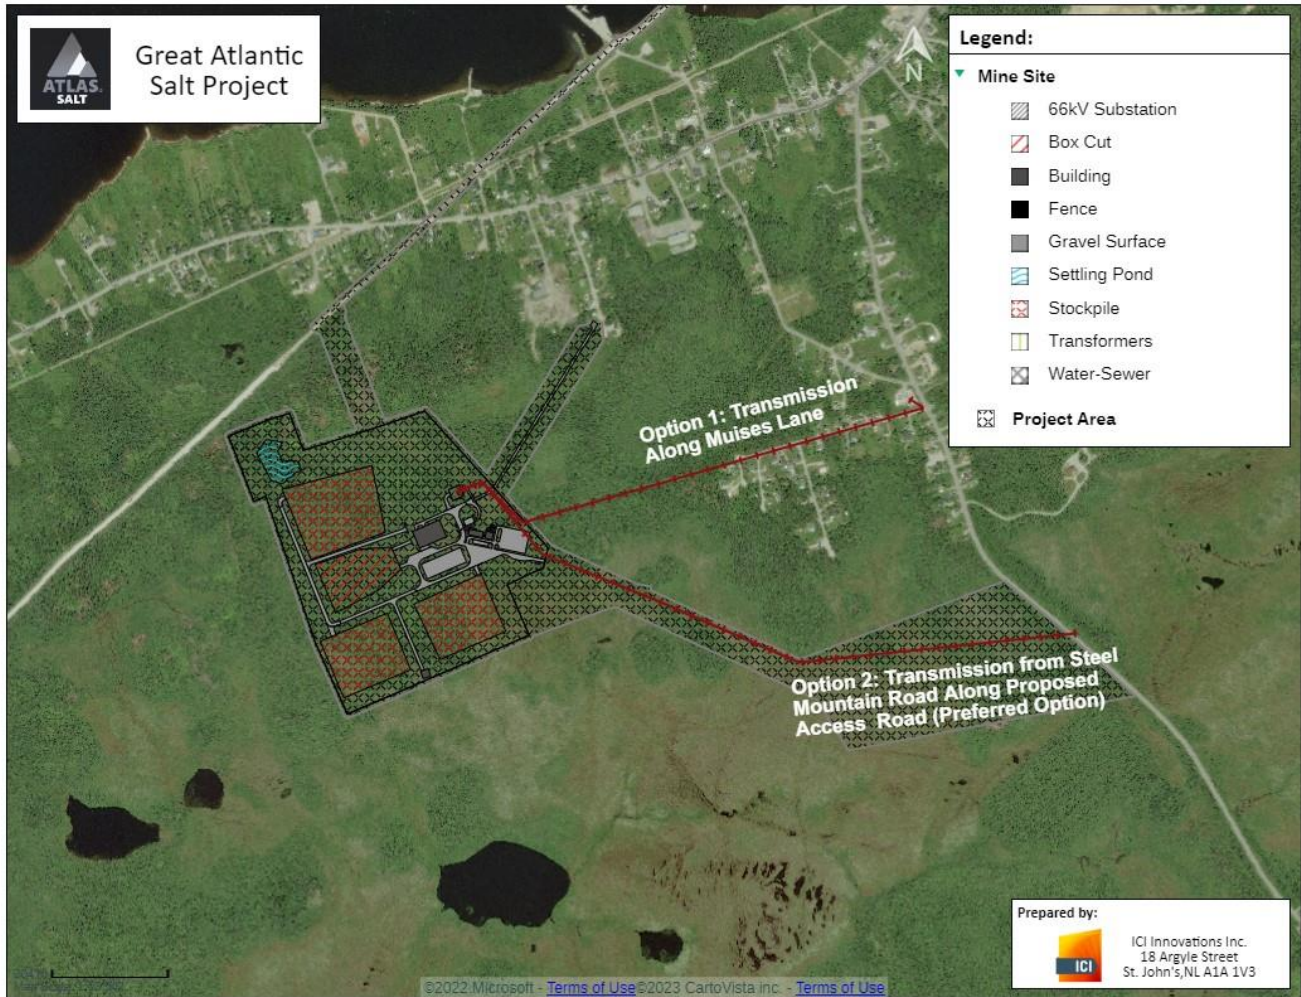 ATLAS
SALT
Great Atlantic
Salt Project
N
Legend:
Mine Site
66kV Substation
Box Cut
Building
Fence
Gravel Surface
Settling Pond
Stockpile
Transformers
Water-Sewer
Project Area
Option 1: Transmission
Along Muises Lane
Option 2: Transmission from Steel
Mountain Road Along Proposed
Access Road (Preferred Option)
Prepared by:
ICI
ICI Innovations Inc.
18 Argyle Street
St. John's,NL A1A 1V3
©2022 Microsoft - Terms of Use ©2023 CartoVista inc. - Terms of Use